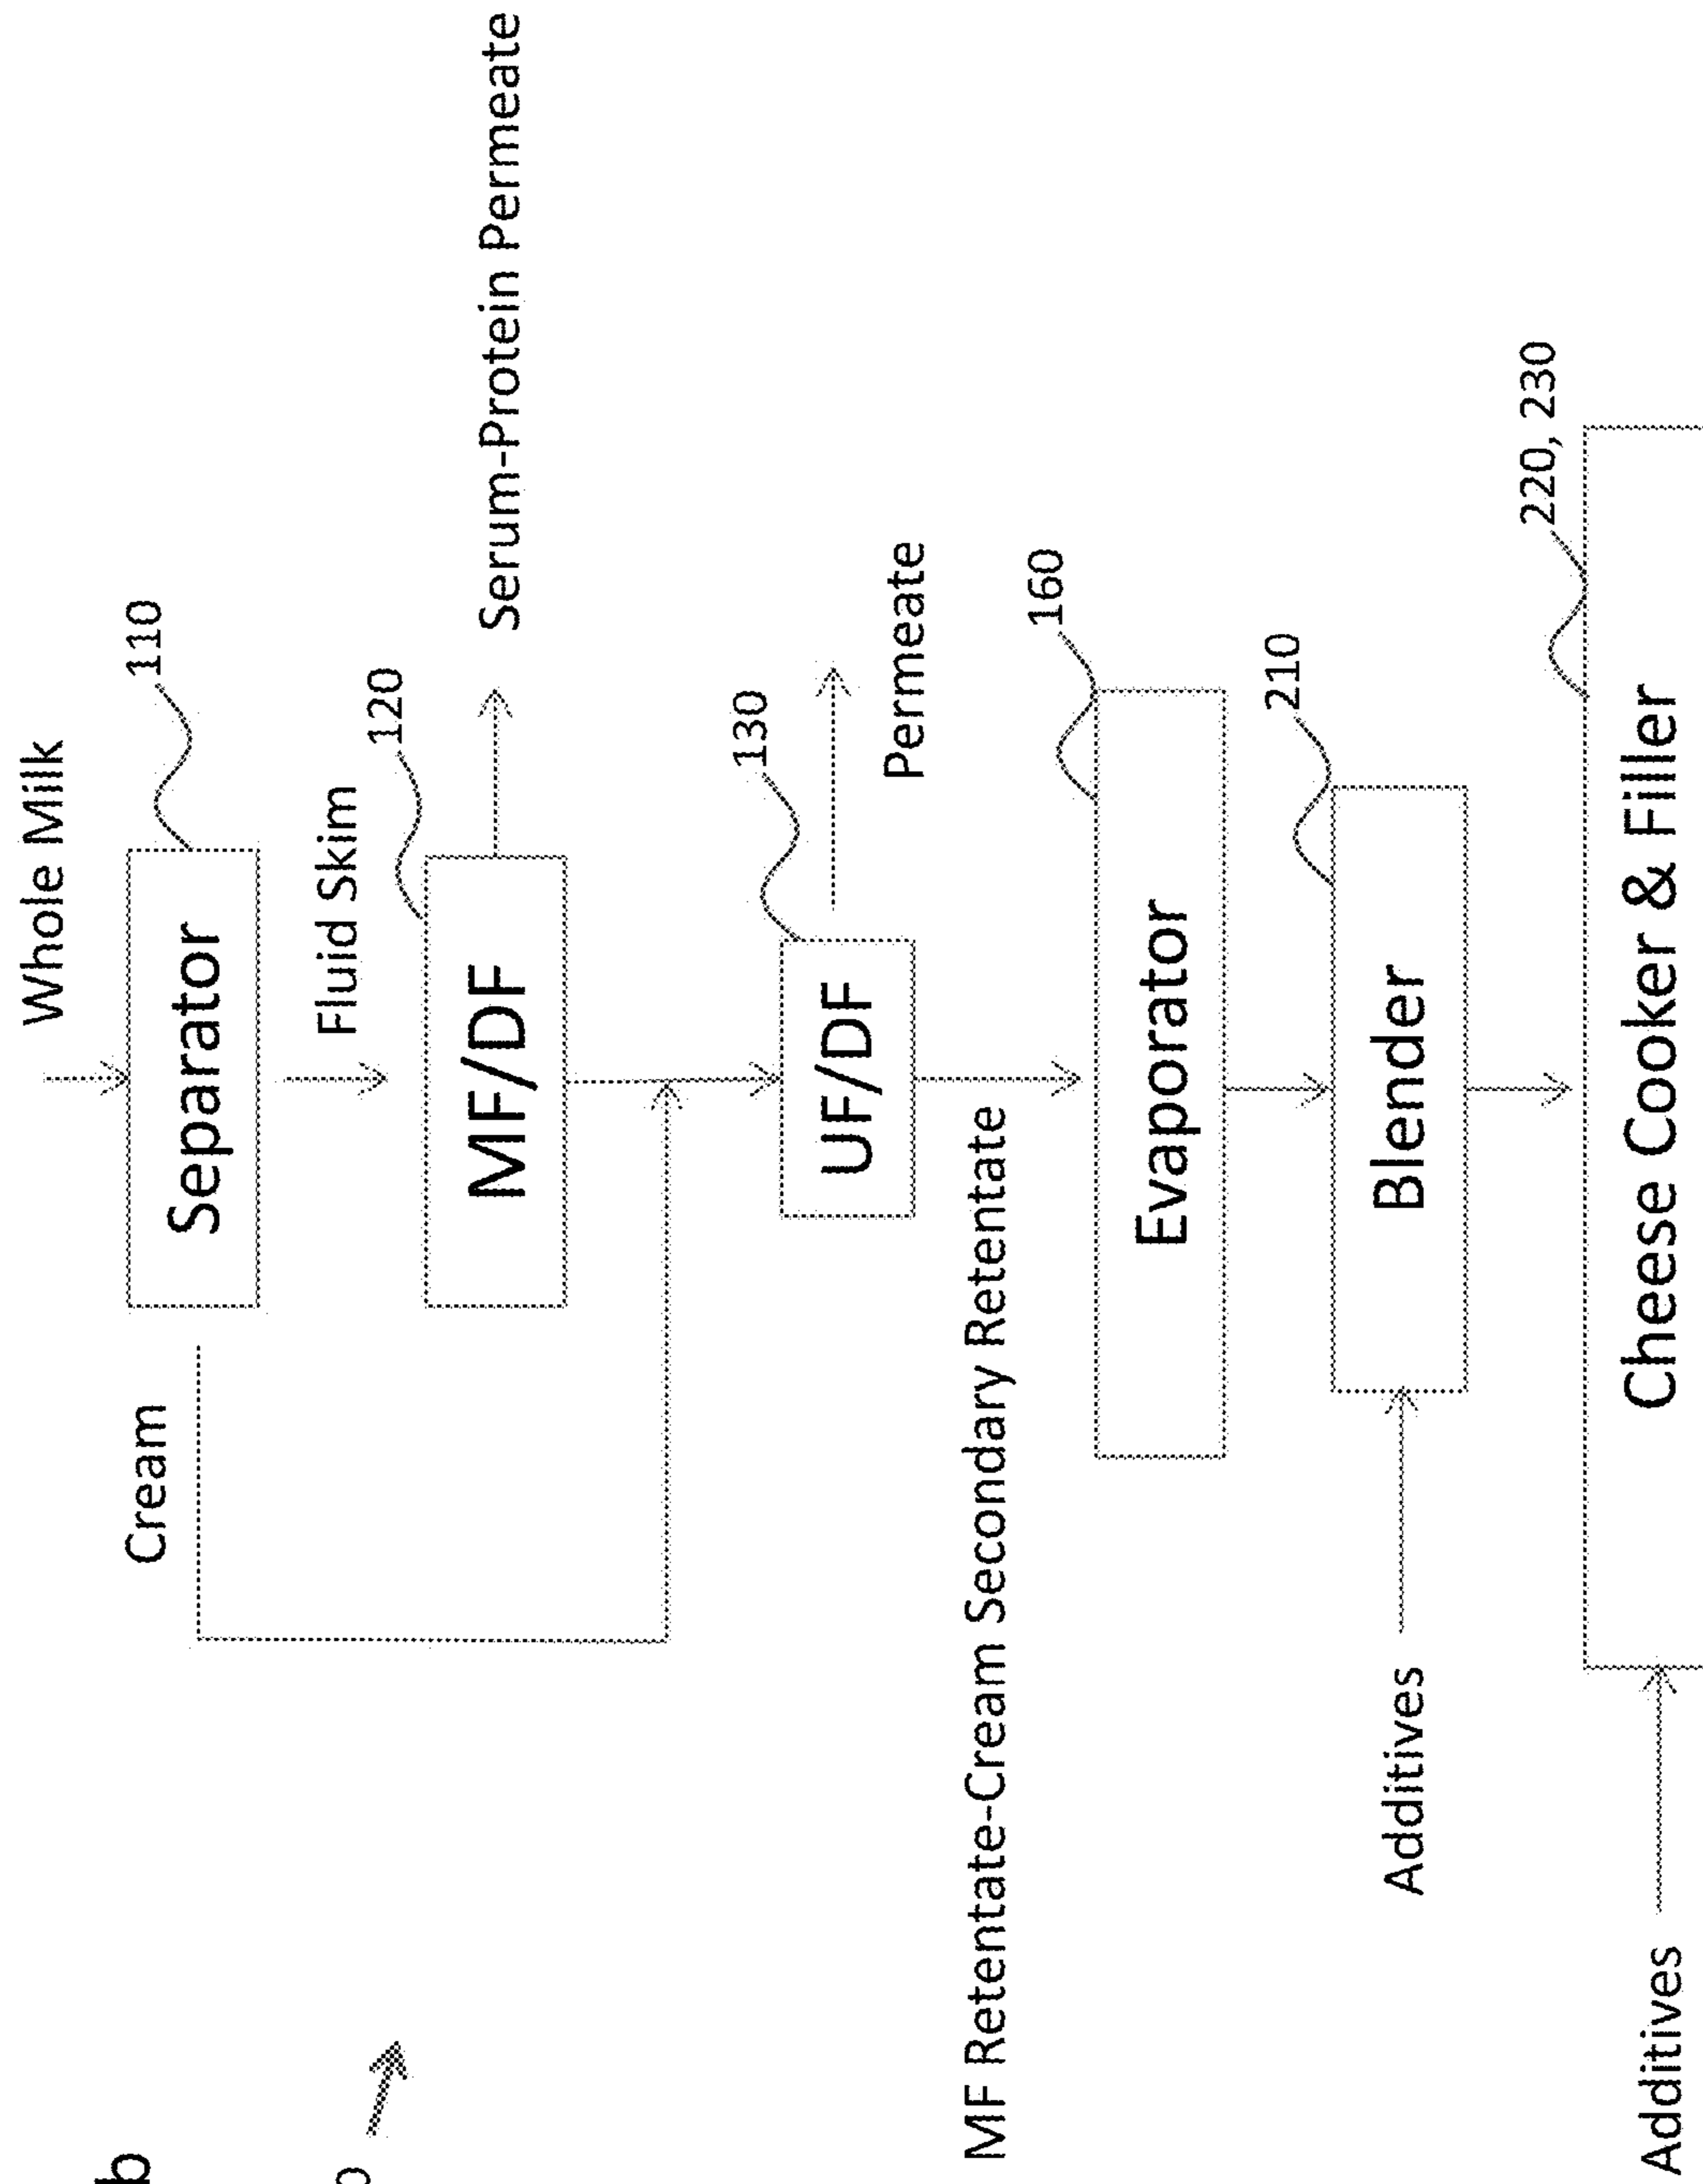 b
0
Whole Milk
Separator
110
Cream
Fluid Skim
MF/DF
120
Serum-Protein Permeate
UF/DF
130
Permeate
MF Retentate-Cream Secondary Retentate
Evaporator
160
Additives
Blender
210
Additives
Cheese Cooker & Filler
220, 230